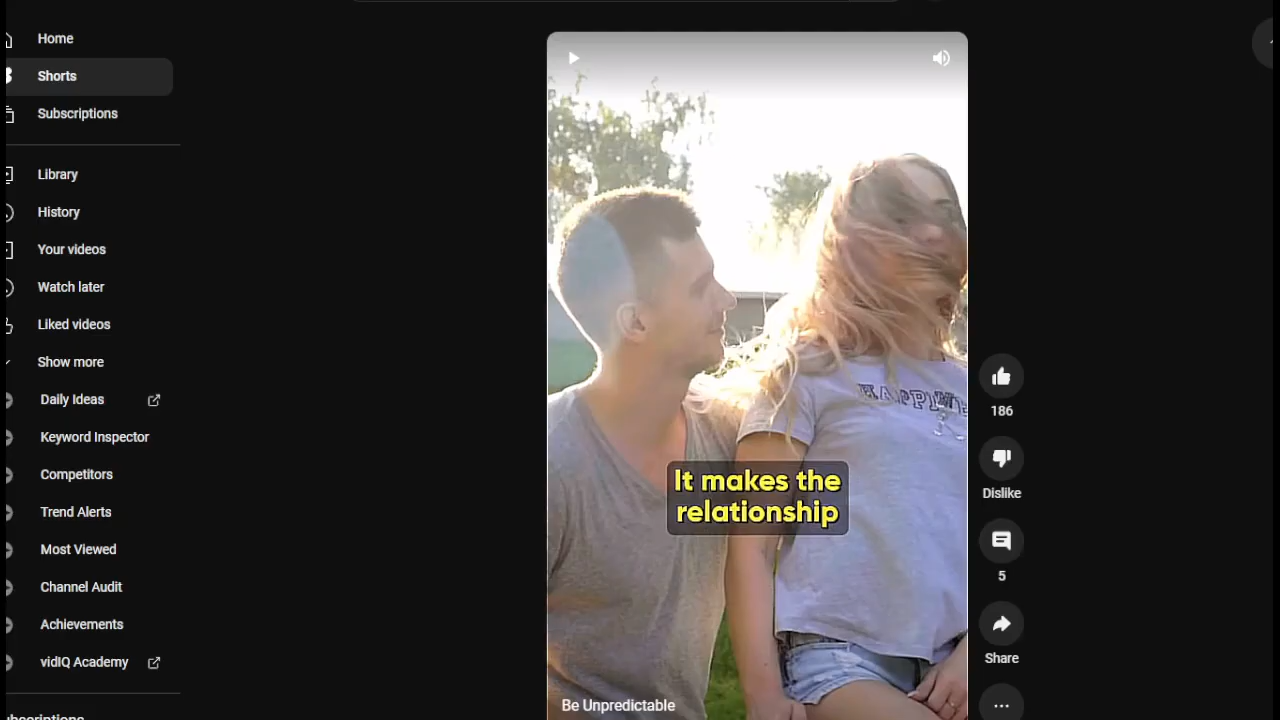 Home
Shorts
Subscriptions
Library
History
Your videos
Watch later
Liked videos
Show more
Daily Ideas
Keyword Inspector
Competitors
Trend Alerts
Most Viewed
Channel Audit
Achievements
vidIQ Academy
It makes the
relationship
Be Unpredictable
186
Dislike
5
Share